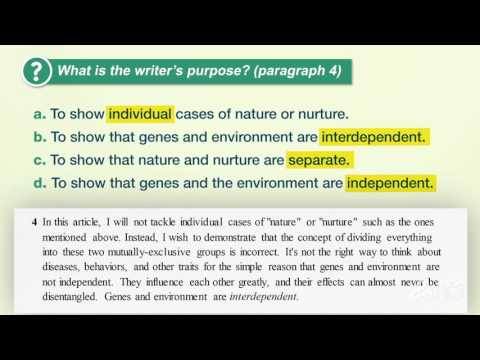 ? What is the writer's purpose? (paragraph 4)
a. To show individual cases of nature or nurture.
b. To show that genes and environment are interdependent.
c. To show that nature and nurture are separate.
d. To show that genes and the environment are independent.
4 In this article, I will not tackle individual cases of "nature" or "nurture" such as the ones
mentioned above. Instead, I wish to demonstrate that the concept of dividing everything
into these two mutually-exclusive groups is incorrect. It's not the right way to think about
diseases, behaviors, and other traits for the simple reason that genes and environment are
not independent. They influence each other greatly, and their effects can almost never be
disentangled. Genes and environment are interdependent.